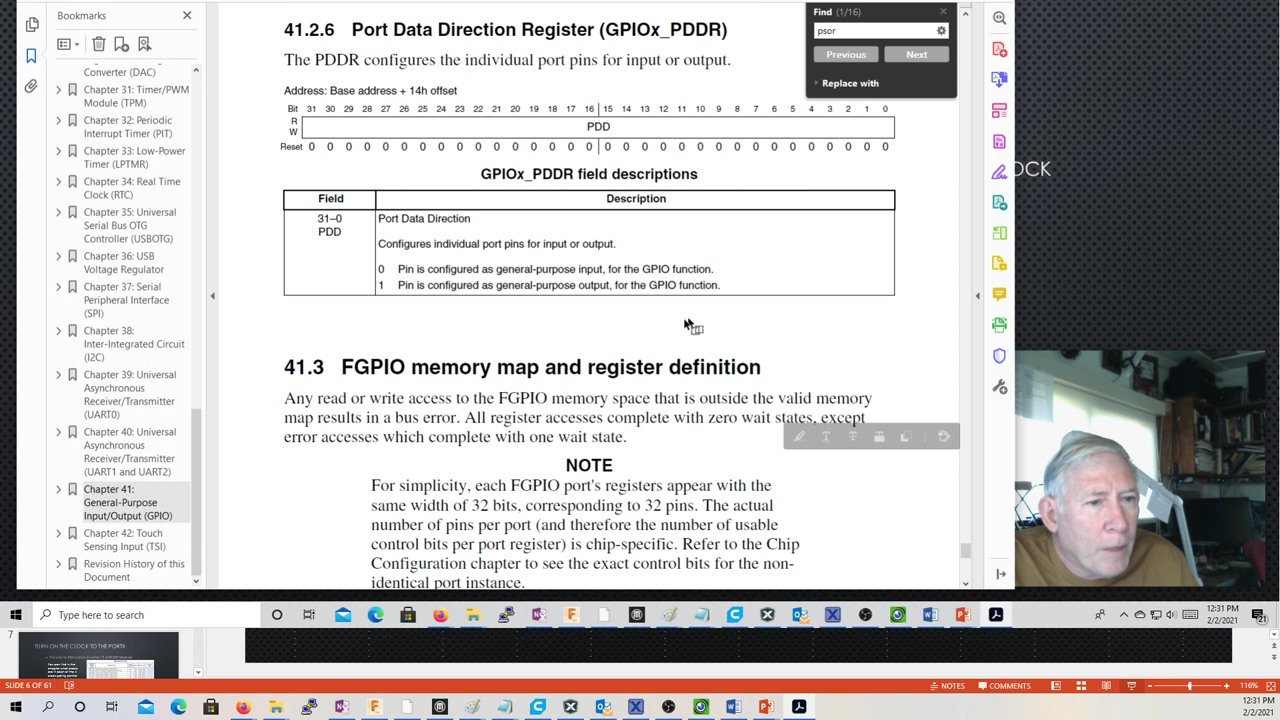 Bookmarks
Converter (DAC)
Chapter 31: Timer/PWM
Module (TPM)
Chapter 32: Periodic
Interrupt Timer (PIT)
Chapter 33: Low-Power
Timer (LPTMR)
Chapter 34: Real Time
Clock (RTC)
Chapter 35: Universal
Serial Bus OTG
Controller (USBOTG)
Chapter 36: USB
Voltage Regulator
Chapter 37: Serial
Peripheral Interface
(SPI)
Chapter 38:
Inter-Integrated Circuit
(I2C)
Chapter 39: Universal
Asynchronous
Receiver/Transmitter
(UART0)
Chapter 40: Universal
Asynchronous
Receiver/Transmitter
(UART1 and UART2)
Chapter 41:
General-Purpose
Input/Output (GPIO)
Chapter 42: Touch
Sensing Input (TSI)
Revision History of this
Document
41.2.6 Port Data Direction Register (GPIOx_PDDR)
The PDDR configures the individual port pins for input or output.
Address: Base address + 14h offset
Bit 31 30 29 28 27 26 25 24 23 22 21 20 19 18 17 16 15 14 13 12 11 10 9 8 7 6 5 4 3 2 1 0
R
W
PDD
Reset 0 0 0 0 0 0 0 0 0 0 0 0 0 0 0 0 0 0 0 0 0 0 0 0 0 0 0 0 0 0 0 0
GPIOx_PDDR field descriptions
Field Description
31–0
PDD
Port Data Direction
Configures individual port pins for input or output.
0 Pin is configured as general-purpose input, for the GPIO function.
1 Pin is configured as general-purpose output, for the GPIO function.
41.3 FGPIO memory map and register definition
Any read or write access to the FGPIO memory space that is outside the valid memory
map results in a bus error. All register accesses complete with zero wait states, except
error accesses which complete with one wait state.
NOTE
For simplicity, each FGPIO port's registers appear with the
same width of 32 bits, corresponding to 32 pins. The actual
number of pins per port (and therefore the number of usable
control bits per port register) is chip-specific. Refer to the Chip
Configuration chapter to see the exact control bits for the non-
identical port instance.
Find (1/16)
psor
Previous Next
Replace with
OCK
Type here to search
12:31 PM
2/2/2021
21
7
TURN ON THE CLOCK TO THE PORTX
SLIDE 6 OF 61
NOTES
COMMENTS
116%
12:31 PM
2/2/2021